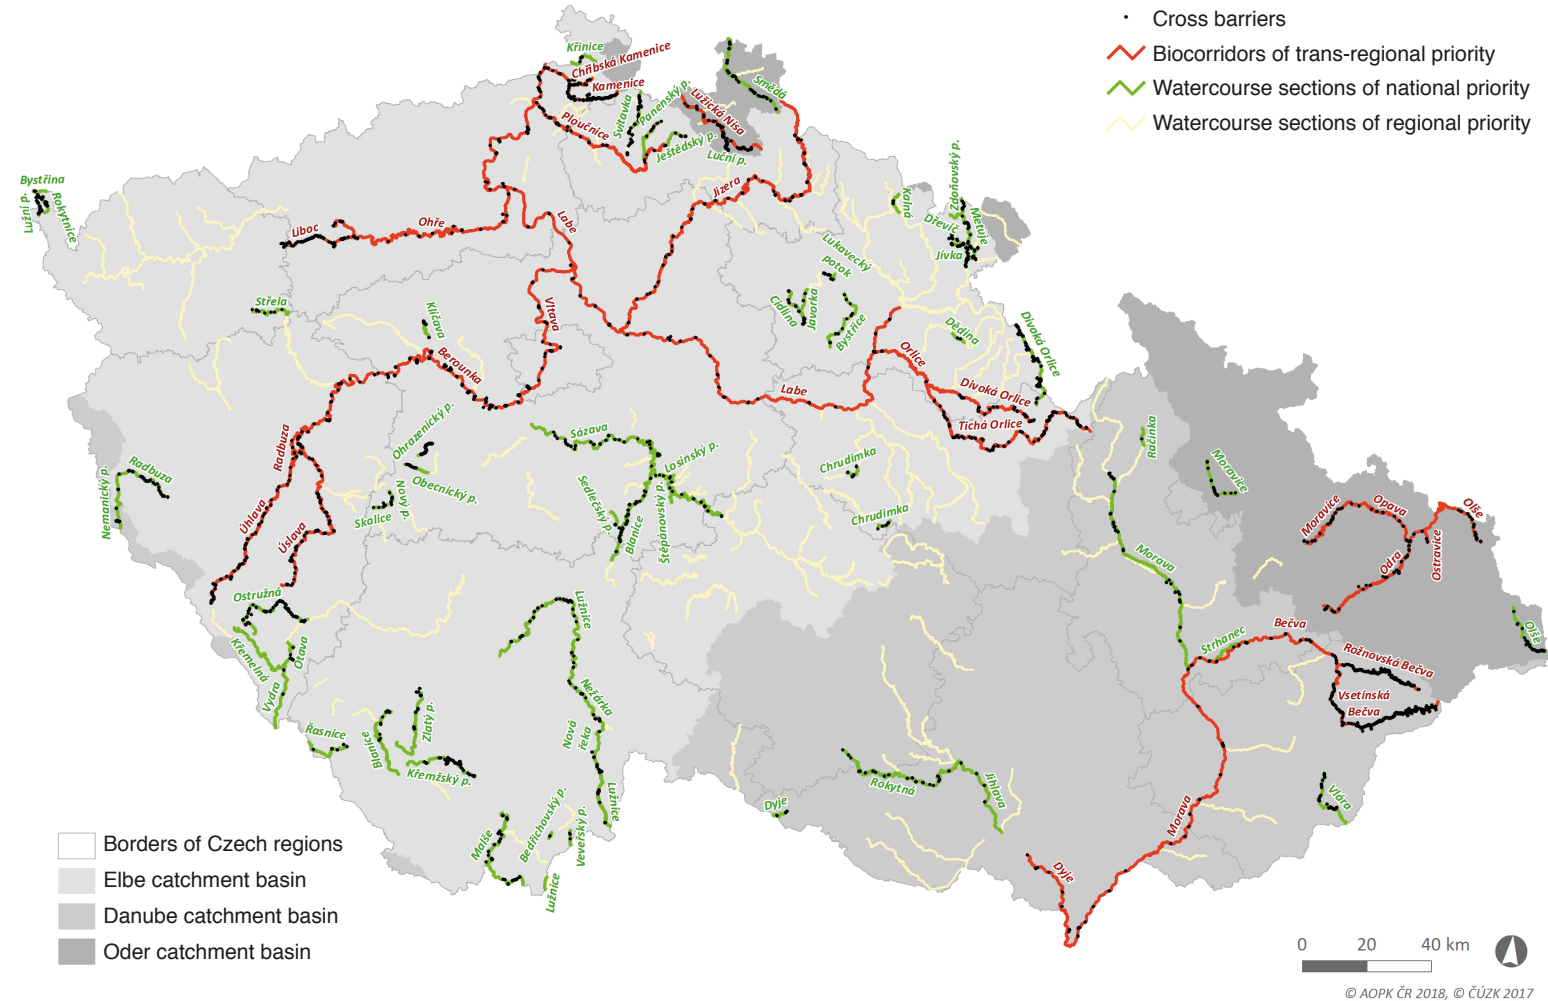 Cross barriers
Biocorridors of trans-regional priority
Watercourse sections of national priority
Watercourse sections of regional priority
Křinice
Chřibská Kamenice
Kamenice
Ploučnice
Svitavka
Panenský p.
Ještědský p.
Lužická Nisa
Luční p.
Smědá
Jizera
Bystřina
Lužní p.
Rokytnice
Liboc
Ohře
Labe
Kalná
Zdoňovský p.
Dřevíč
Metuje
Jívka
Lukavecký
potok
Cidlina
Javorka
Bystřice
Dědina
Divoká Orlice
Střela
Klíčava
Vltava
Berounka
Labe
Orlice
Divoká Orlice
Tichá Orlice
Radbuza
Ohrazenický p.
Obecnický p.
Nový p.
Skalice
Sázava
Losinský p.
Sedlečský p.
Blanice
Štěpánovský p.
Chrudimka
Chrudimka
Račinka
Moravice
Radbuza
Nemanický p.
Úhlava
Úslava
Morava
Moravice
Opava
Olše
Odra
Ostravice
Olše
Ostružná
Křemelná
Otava
Vydra
Lužnice
Nežárka
Nová
řeka
Lužnice
Řasnice
Blanice
Zlatý p.
Křemžský p.
Strhanec
Bečva
Rožnovská Bečva
Vsetínská
Bečva
Rokytná
Jihlava
Dyje
Vlára
Morava
Dyje
Malše
Bedřichovský p.
Veveřský p.
Lužnice
Borders of Czech regions
Elbe catchment basin
Danube catchment basin
Oder catchment basin
0 20 40 km
© AOPK ČR 2018, © ČÚZK 2017